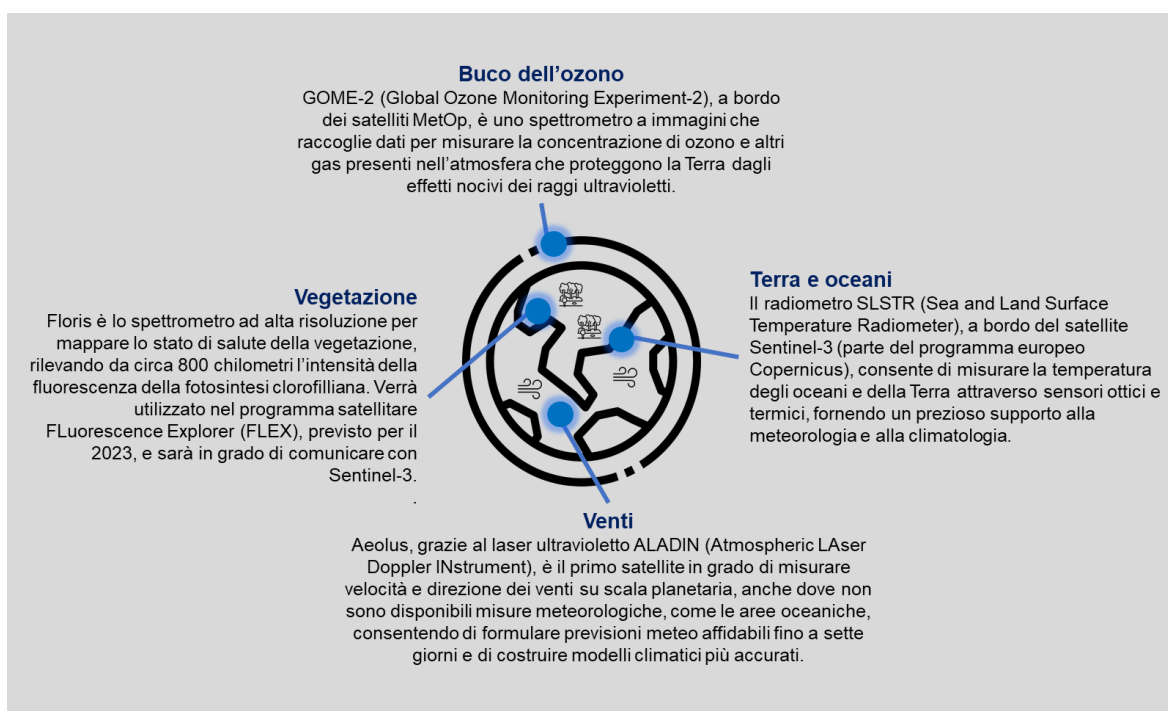 Buco dell'ozono
GOME-2 (Global Ozone Monitoring Experiment-2), a bordo
dei satelliti MetOp, è uno spettrometro a immagini che
raccoglie dati per misurare la concentrazione di ozono e altri
gas presenti nell'atmosfera che proteggono la Terra dagli
effetti nocivi dei raggi ultravioletti.
Vegetazione
Floris è lo spettrometro ad alta risoluzione per
mappare lo stato di salute della vegetazione,
rilevando da circa 800 chilometri l'intensità della
fluorescenza della fotosintesi clorofilliana. Verrà
utilizzato nel programma satellitare
FLuorescence Explorer (FLEX), previsto per il
2023, e sarà in grado di comunicare con
Sentinel-3.
.
Terra e oceani
Il radiometro SLSTR (Sea and Land Surface
Temperature Radiometer), a bordo del satellite
Sentinel-3 (parte del programma europeo
Copernicus), consente di misurare la temperatura
degli oceani e della Terra attraverso sensori ottici e
termici, fornendo un prezioso supporto alla
meteorologia e alla climatologia.
Venti
Aeolus, grazie al laser ultravioletto ALADIN (Atmospheric LAser
Doppler INstrument), è il primo satellite in grado di misurare
velocità e direzione dei venti su scala planetaria, anche dove non
sono disponibili misure meteorologiche, come le aree oceaniche,
consentendo di formulare previsioni meteo affidabili fino a sette
giorni e di costruire modelli climatici più accurati.